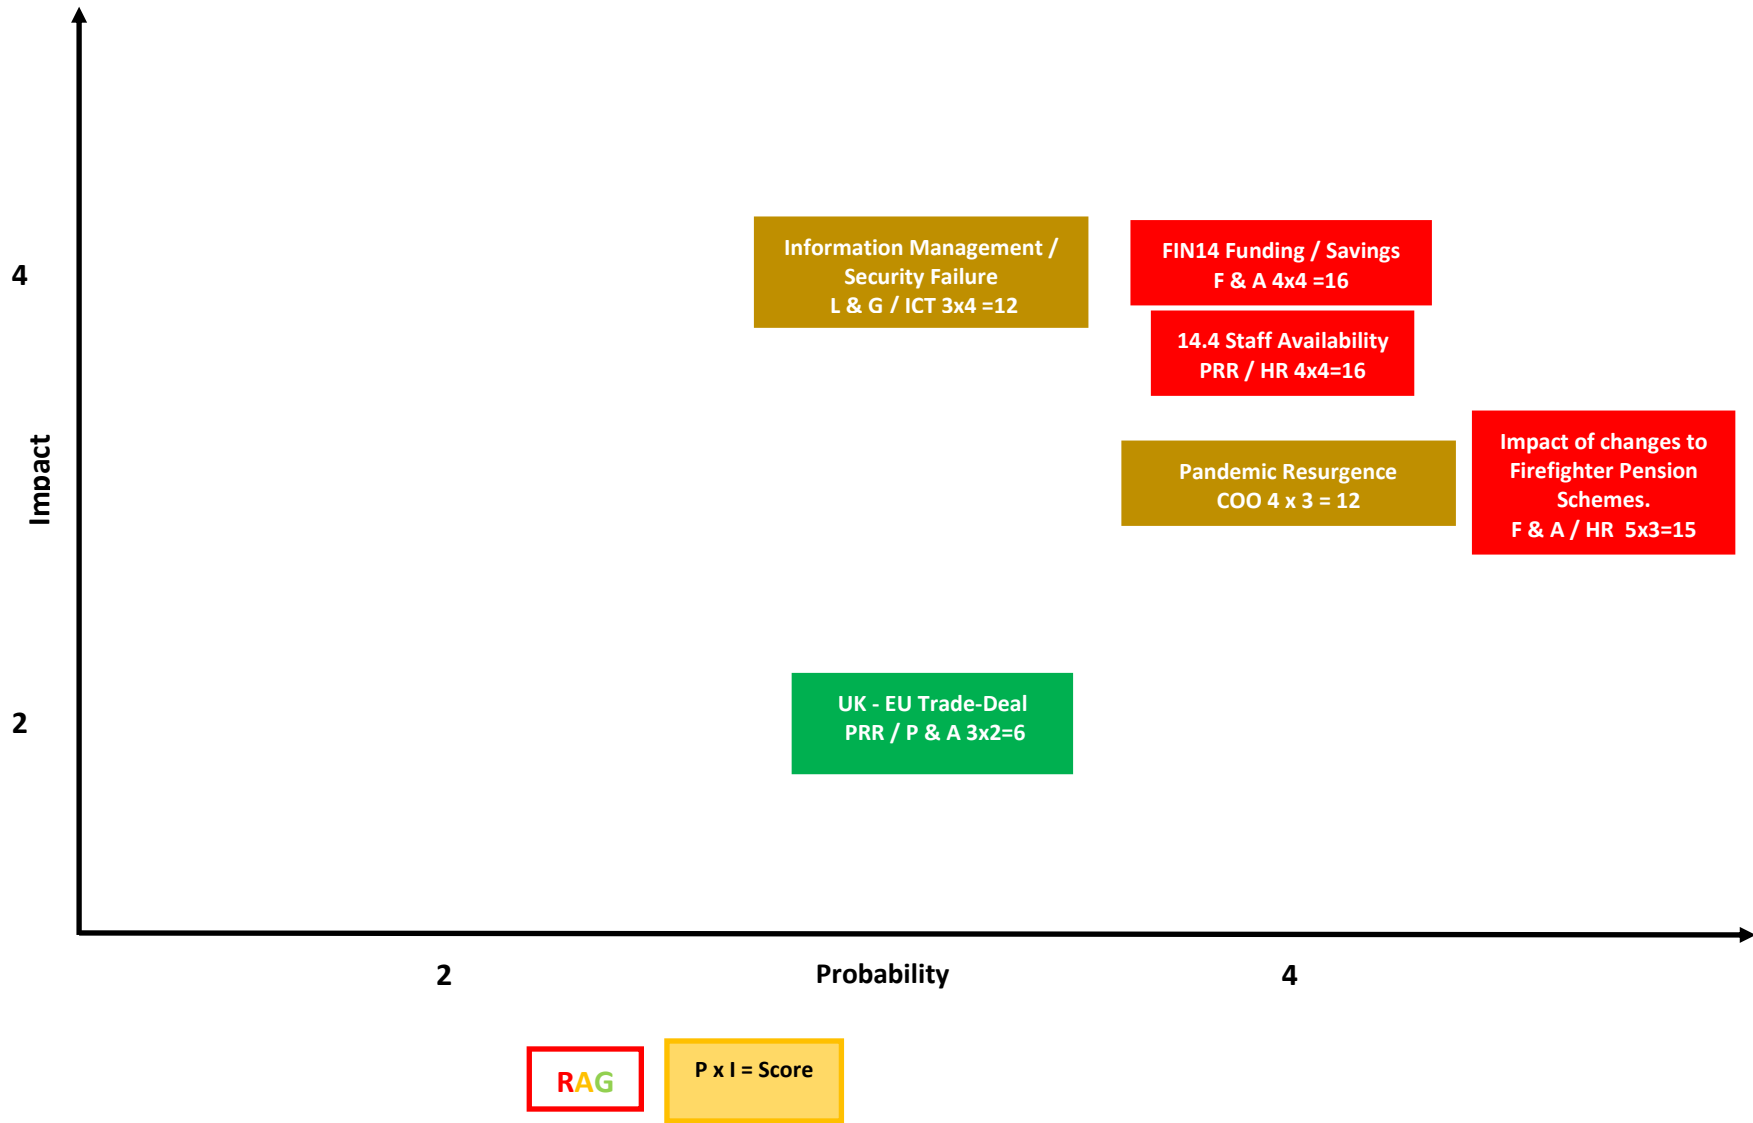 Information Management /
Security Failure
L & G / ICT 3x4 =12
FIN14 Funding / Savings
F & A 4x4 =16
4
14.4 Staff Availability
PRR / HR 4x4=16
Impact
Pandemic Resurgence
COO 4 x 3 = 12
Impact of changes to
Firefighter Pension
Schemes.
F & A / HR 5x3=15
UK - EU Trade-Deal
PRR / P & A 3x2=6
2
2
Probability
4
RAG
P x I = Score